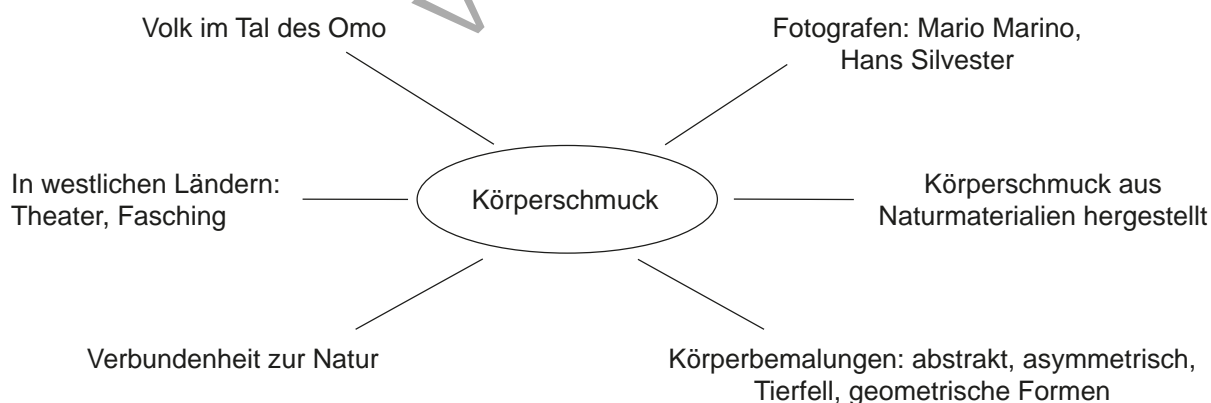 Volk im Tal des Omo
Fotografen: Mario Marino,
Hans Silvester
In westlichen Ländern:
Theater, Fasching
Körperschmuck
Körperschmuck aus
Naturmaterialien hergestellt
Verbundenheit zur Natur
Körperbemalungen: abstrakt, asymmetrisch,
Tierfell, geometrische Formen